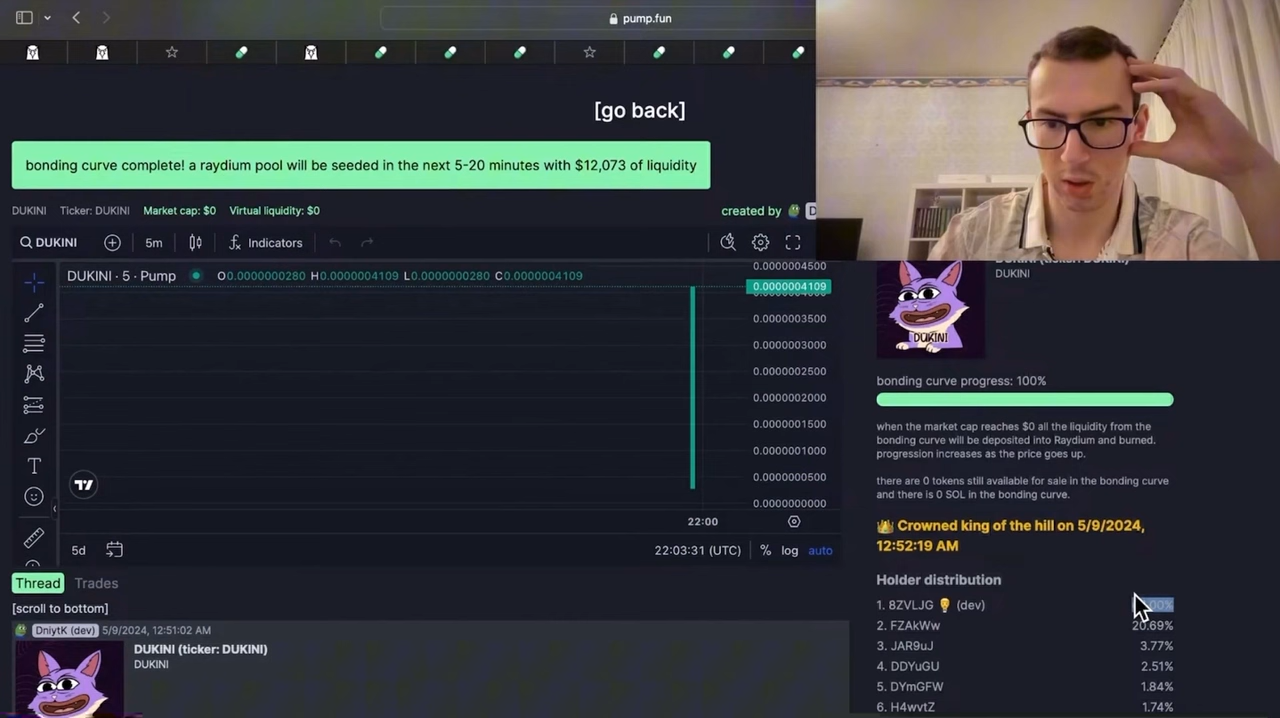 pump.fun
[go back]
bonding curve complete! a raydium pool will be seeded in the next 5-20 minutes with $12,073 of liquidity
DUKINI Ticker: DUKINI Market cap: $0 Virtual liquidity: $0 created by D
DUKINI 5m Indicators
DUKINI · 5 · Pump O0.0000000280 H0.0000004109 L0.0000000280 C0.0000004109
0.0000004500
0.0000004109
0.0000003500
0.0000003000
0.0000002500
0.0000002000
0.0000001500
0.0000001000
0.0000000500
0.0000000000
22:00
5d 22:03:31 (UTC) % log auto
Thread Trades
[scroll to bottom]
DniytK (dev) 5/9/2024, 12:51:02 AM
DUKINI (ticker: DUKINI)
DUKINI
DUKINI
DUKINI
bonding curve progress: 100%
when the market cap reaches $0 all the liquidity from the
bonding curve will be deposited into Raydium and burned.
progression increases as the price goes up.
there are 0 tokens still available for sale in the bonding curve
and there is 0 SOL in the bonding curve.
Crowned king of the hill on 5/9/2024,
12:52:19 AM
Holder distribution
1. 8ZVLJG (dev)
2. FZAkWw 20.69%
3. JAR9uJ 3.77%
4. DDYuGU 2.51%
5. DYmGFW 1.84%
6. H4wvtZ 1.74%